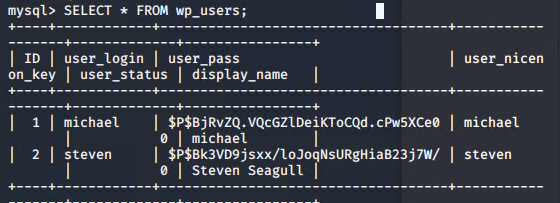 mysql> SELECT * FROM wp_users;
+----+------------+------------------------------------+-----------
-------+-------------+----------------+
| ID | user_login | user_pass                          | user_nicen
on_key | user_status | display_name   |
+----+------------+------------------------------------+-----------
-------+-------------+----------------+
|  1 | michael    | $P$BjRvZQ.VQcGZlDeiKToCQd.cPw5XCe0 | michael
       |           0 | michael        |
|  2 | steven     | $P$Bk3VD9jsxx/loJoqNsURgHiaB23j7W/ | steven
       |           0 | Steven Seagull |
+----+------------+------------------------------------+-----------
-------+-------------+----------------+